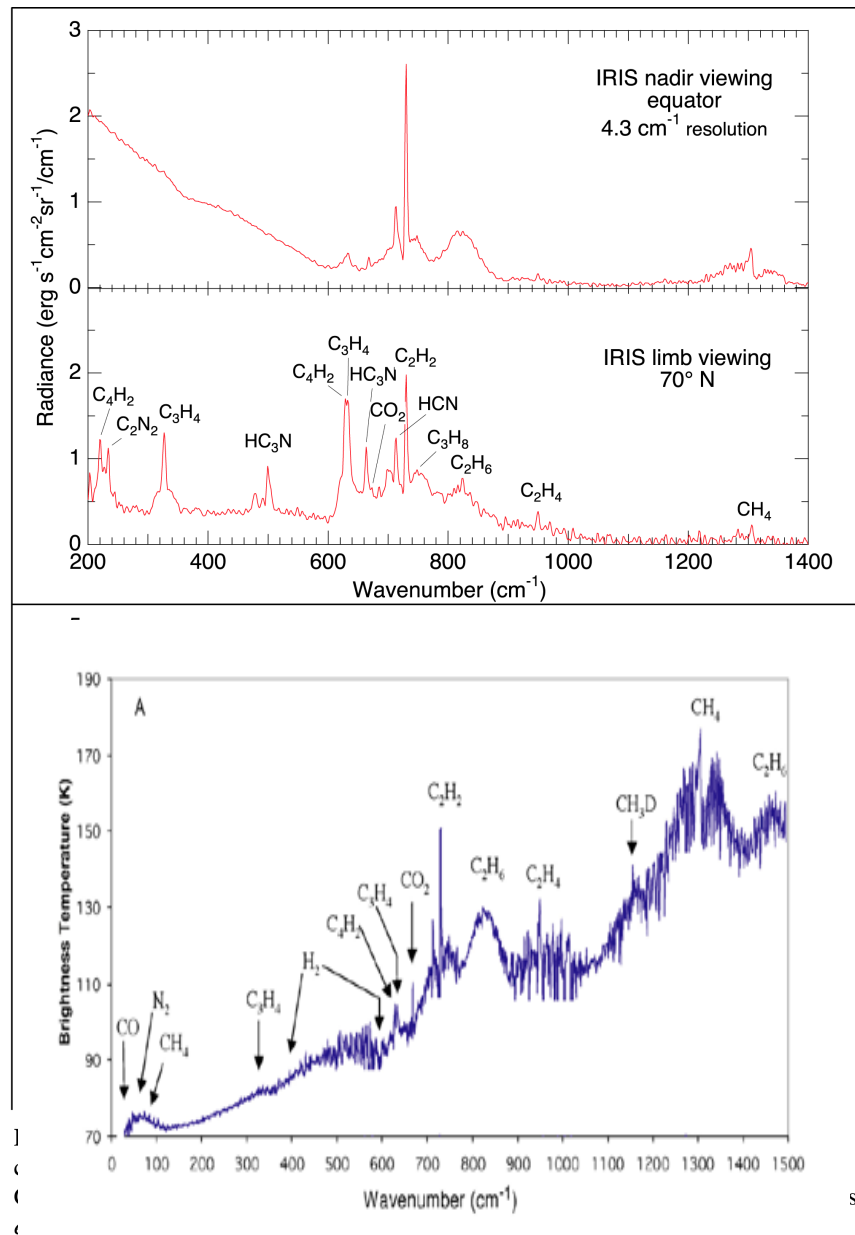 3
2
1
0
IRIS nadir viewing
equator
4.3 cm⁻¹ resolution
Radiance (erg s⁻¹cm⁻²sr⁻¹/cm⁻¹)
2
1
0
IRIS limb viewing
70° N
C₄H₂
C₂N₂
C₃H₄
HC₃N
C₄H₂
C₃H₄
HC₃N
CO₂
C₂H₂
HCN
C₃H₈
C₂H₆
C₂H₄
CH₄
200 400 600 800 1000 1200 1400
Wavenumber (cm⁻¹)
190
170
150
130
110
90
70
Brightness Temperature (K)
A
CO
N₂
CH₄
C₃H₄
H₂
C₄H₂
C₃H₄
CO₂
C₂H₂
C₂H₆
C₂H₄
CH₃D
CH₄
C₂H₆
0 100 200 300 400 500 600 700 800 900 1000 1100 1200 1300 1400 1500
Wavenumber (cm⁻¹)
s